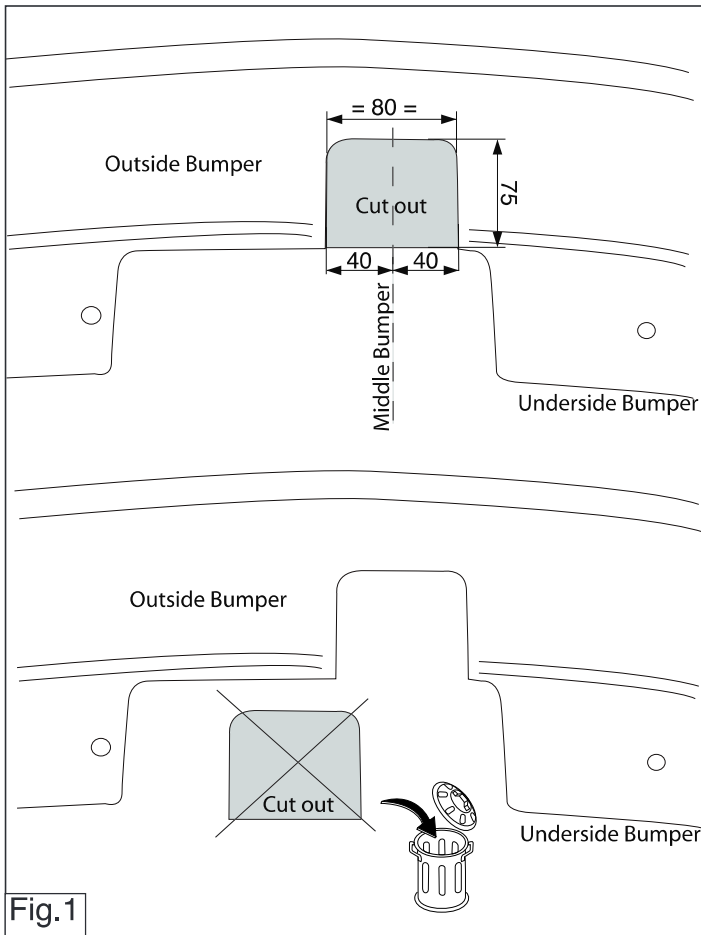 = 80 =
Outside Bumper
75
Cut out
40 40
Middle Bumper
Underside Bumper
Outside Bumper
Cut out
Underside Bumper
Fig.1